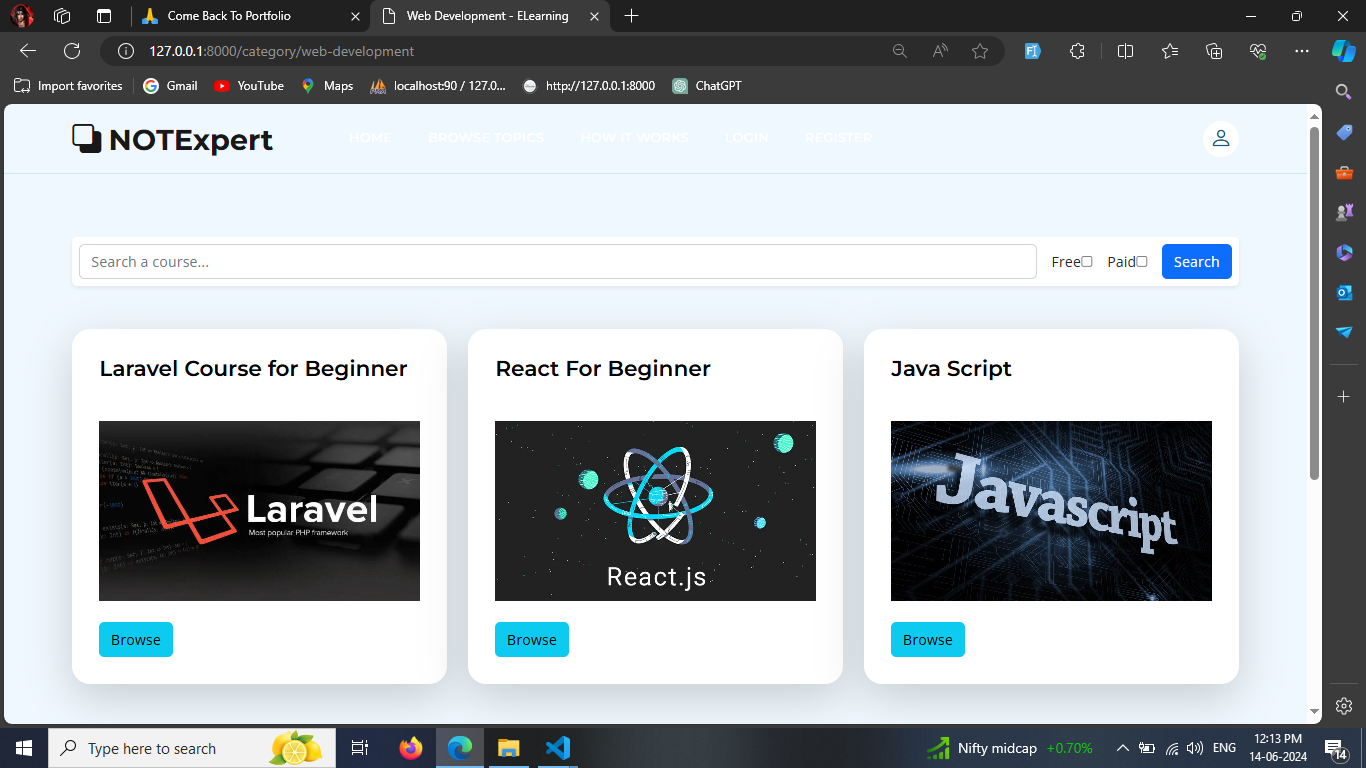 Come Back To Portfolio
Web Development - ELearning
127.0.0.1:8000/category/web-development
Import favorites
Gmail
YouTube
Maps
localhost:90 / 127.0...
http://127.0.0.1:8000
ChatGPT
NOTExpert
HOME
BROWSE TOPICS
HOW IT WORKS
LOGIN
REGISTER
Search a course...
Free
Paid
Search
Laravel Course for Beginner
React For Beginner
Java Script
Laravel
Most popular PHP framework
React.js
Javascript
Browse
Browse
Browse
Type here to search
Nifty midcap +0.70%
ENG
12:13 PM
14-06-2024
14